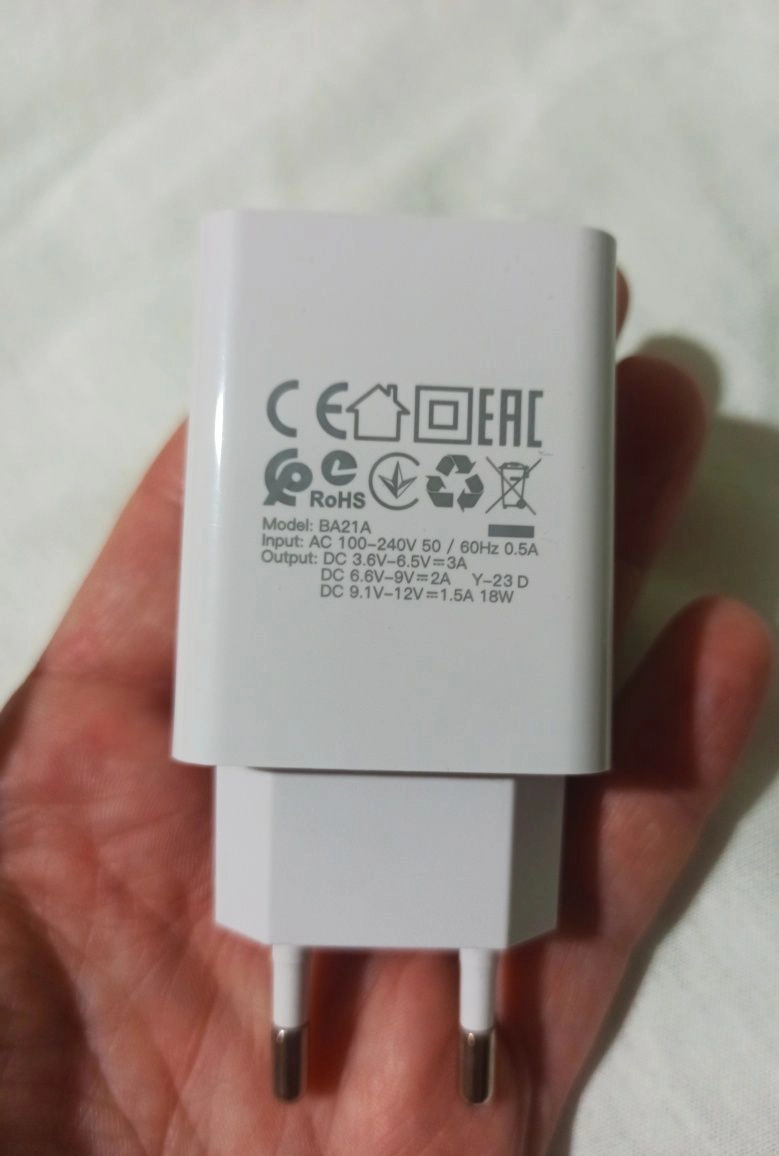 CE EAC
RoHS
Model: BA21A
Input: AC 100-240V 50 / 60Hz 0.5A
Output: DC 3.6V-6.5V⎓3A
DC 6.6V-9V⎓2A Y-23 D
DC 9.1V-12V⎓1.5A 18W